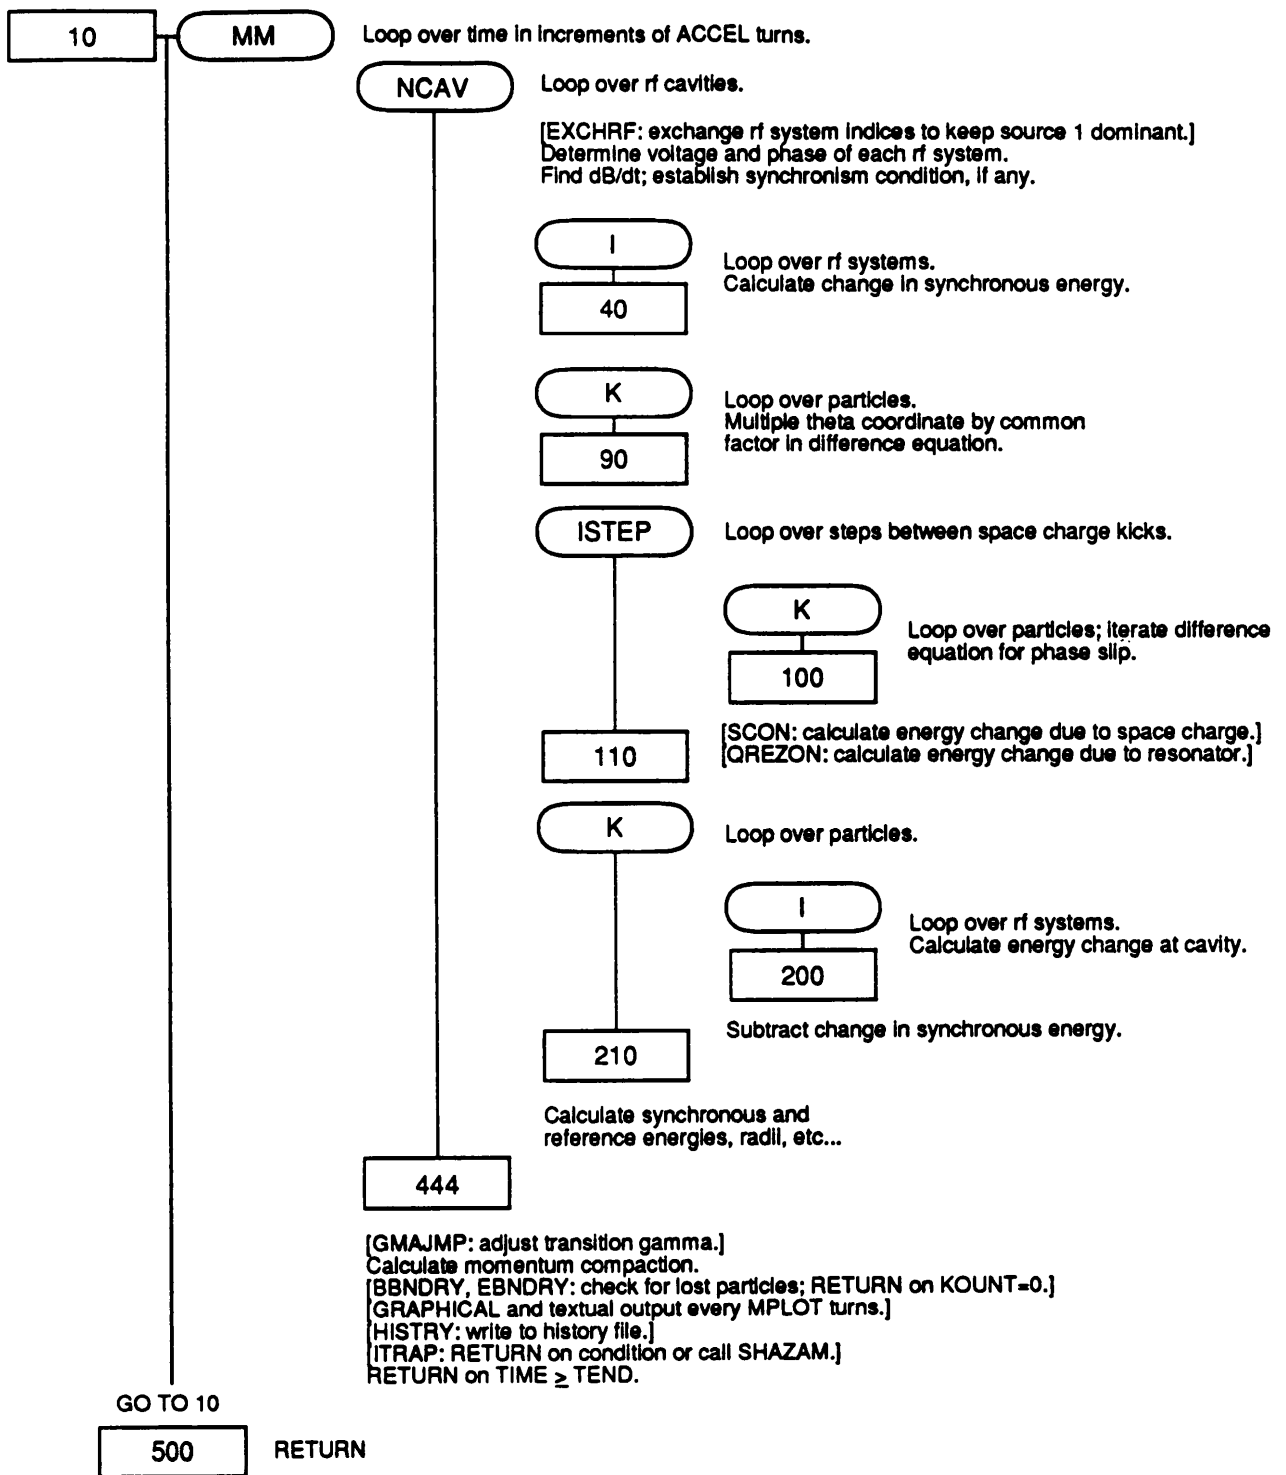 10
MM
Loop over time in increments of ACCEL turns.
NCAV
Loop over rf cavities.
[EXCHRF: exchange rf system indices to keep source 1 dominant.]
Determine voltage and phase of each rf system.
Find dB/dt; establish synchronism condition, if any.
I
Loop over rf systems.
Calculate change in synchronous energy.
40
K
Loop over particles.
Multiple theta coordinate by common
factor in difference equation.
90
ISTEP
Loop over steps between space charge kicks.
K
Loop over particles; iterate difference
equation for phase slip.
100
[SCON: calculate energy change due to space charge.]
[QREZON: calculate energy change due to resonator.]
110
K
Loop over particles.
I
Loop over rf systems.
Calculate energy change at cavity.
200
Subtract change in synchronous energy.
210
Calculate synchronous and
reference energies, radii, etc...
444
[GMAJMP: adjust transition gamma.]
Calculate momentum compaction.
[BBNDRY, EBNDRY: check for lost particles; RETURN on KOUNT=0.]
[GRAPHICAL and textual output every MPLOT turns.]
[HISTRY: write to history file.]
[ITRAP: RETURN on condition or call SHAZAM.]
RETURN on TIME ≥ TEND.
GO TO 10
500
RETURN